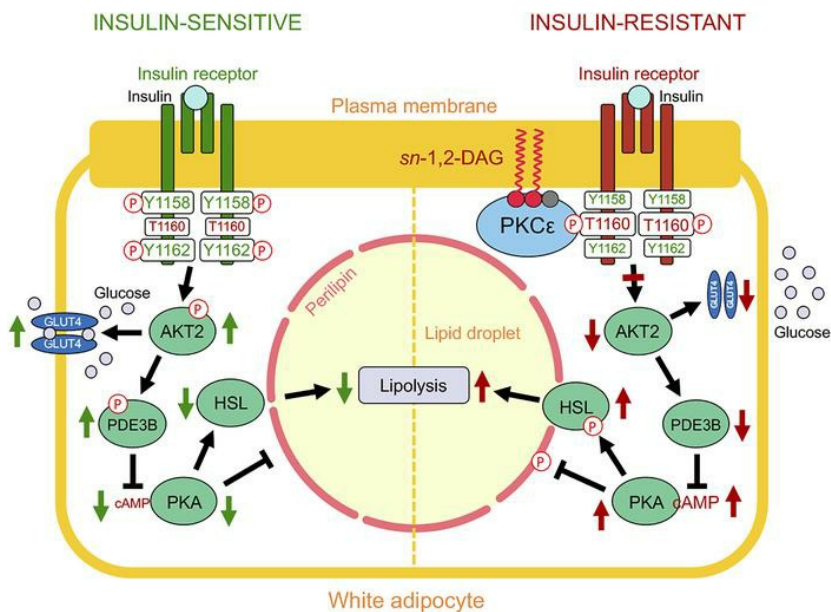 INSULIN-SENSITIVE
INSULIN-RESISTANT
Insulin receptor
Insulin
Plasma membrane
Insulin receptor
Insulin
sn-1,2-DAG
P
Y1158
Y1158
P
T1160
T1160
P
Y1162
Y1162
P
PKCε
Y1158
Y1158
P
T1160
T1160
P
Y1162
Y1162
Glucose
GLUT4
GLUT4
P
AKT2
Perilipin
Lipid droplet
AKT2
GLUT4
GLUT4
Glucose
P
PDE3B
HSL
Lipolysis
HSL
P
PDE3B
cAMP
PKA
P
PKA
cAMP
White adipocyte